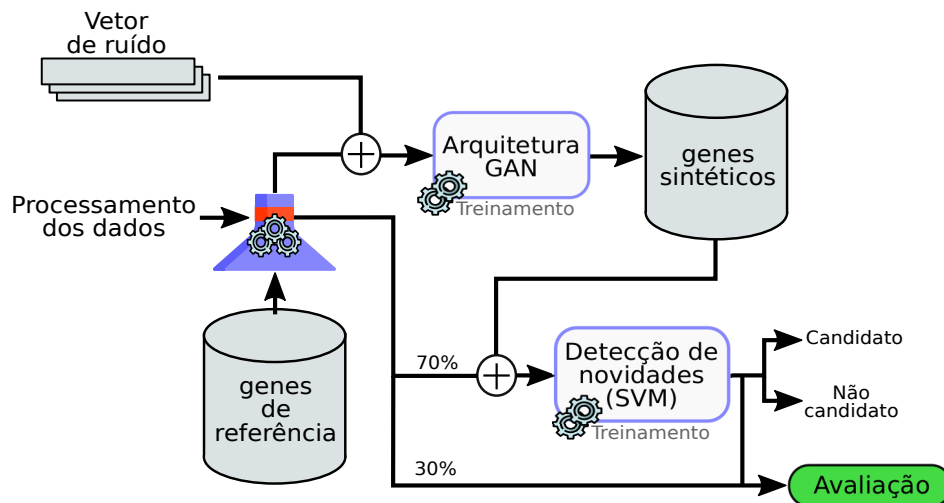 Vetor
de ruído
Arquitetura
GAN
Treinamento
genes
sintéticos
Processamento
dos dados
genes
de
referência
70%
Detecção de
novidades
(SVM)
Treinamento
Candidato
Não
candidato
30%
Avaliação